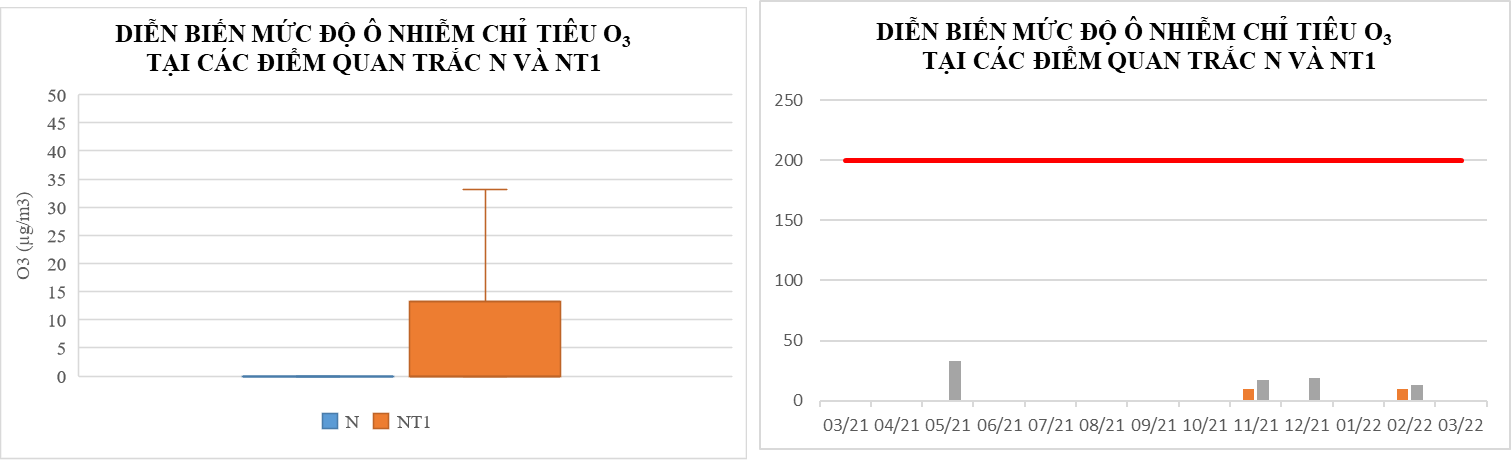 DIỄN BIẾN MỨC ĐỘ Ô NHIỄM CHỈ TIÊU O₃
TẠI CÁC ĐIỂM QUAN TRẮC N VÀ NT1
O3 (µg/m3)
50
45
40
35
30
25
20
15
10
5
0
N NT1
DIỄN BIẾN MỨC ĐỘ Ô NHIỄM CHỈ TIÊU O₃
TẠI CÁC ĐIỂM QUAN TRẮC N VÀ NT1
250
200
150
100
50
0
03/21 04/21 05/21 06/21 07/21 08/21 09/21 10/21 11/21 12/21 01/22 02/22 03/22